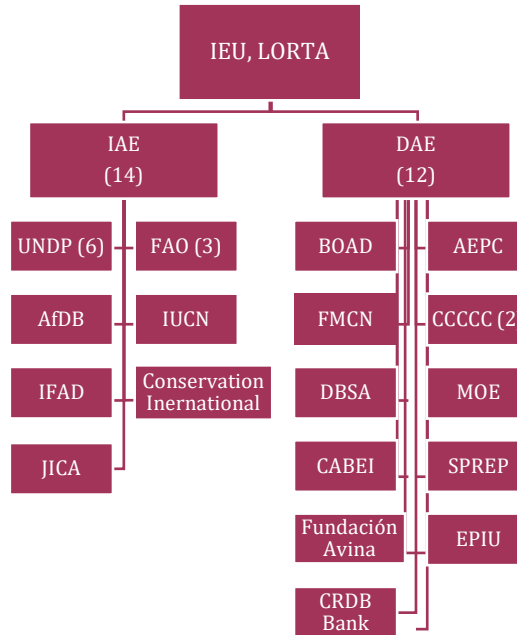 IEU, LORTA
IAE
(14)
DAE
(12)
UNDP (6)
FAO (3)
AfDB
IUCN
IFAD
Conservation
Inernational
JICA
BOAD
AEPC
FMCN
CCCCC (2
DBSA
MOE
CABEI
SPREP
Fundación
Avina
EPIU
CRDB
Bank